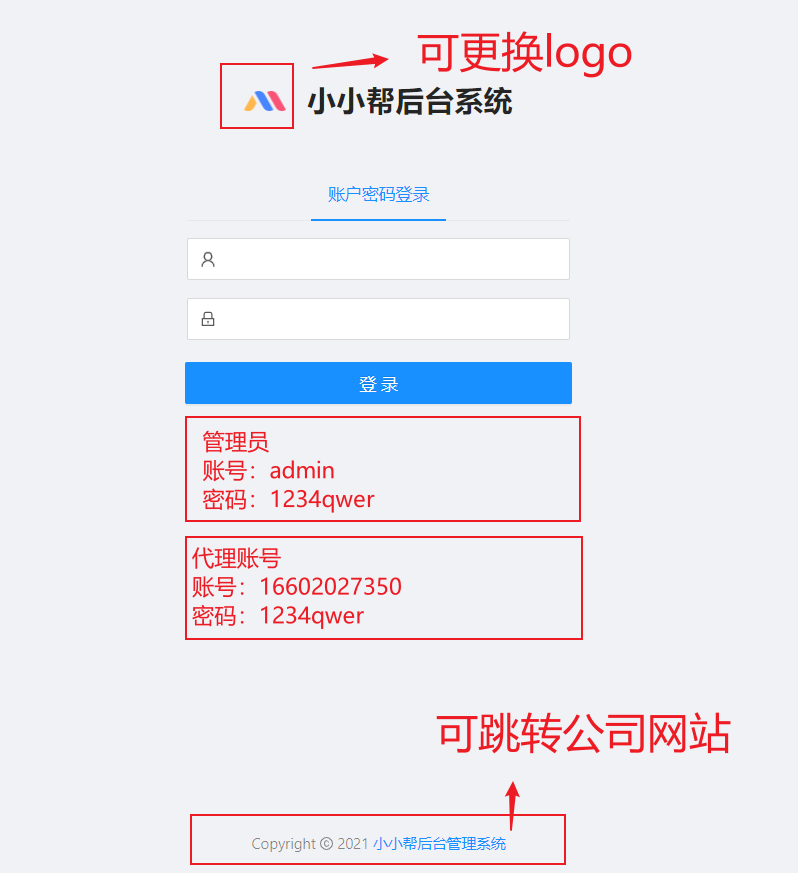 可更换logo
小小帮后台系统
账户密码登录
登 录
管理员
账号：admin
密码：1234qwer
代理账号
账号：16602027350
密码：1234qwer
可跳转公司网站
Copyright © 2021 小小帮后台管理系统